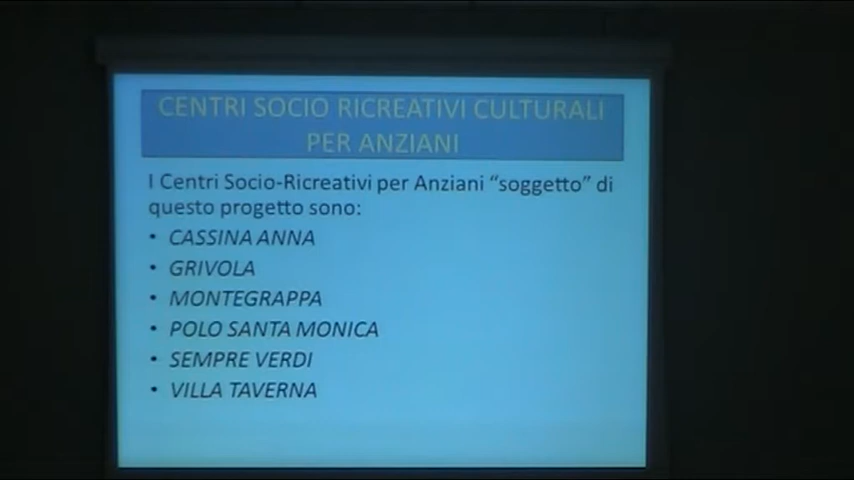 CENTRI SOCIO RICREATIVI CULTURALI
PER ANZIANI
I Centri Socio-Ricreativi per Anziani “soggetto” di
questo progetto sono:
• CASSINA ANNA
• GRIVOLA
• MONTEGRAPPA
• POLO SANTA MONICA
• SEMPRE VERDI
• VILLA TAVERNA